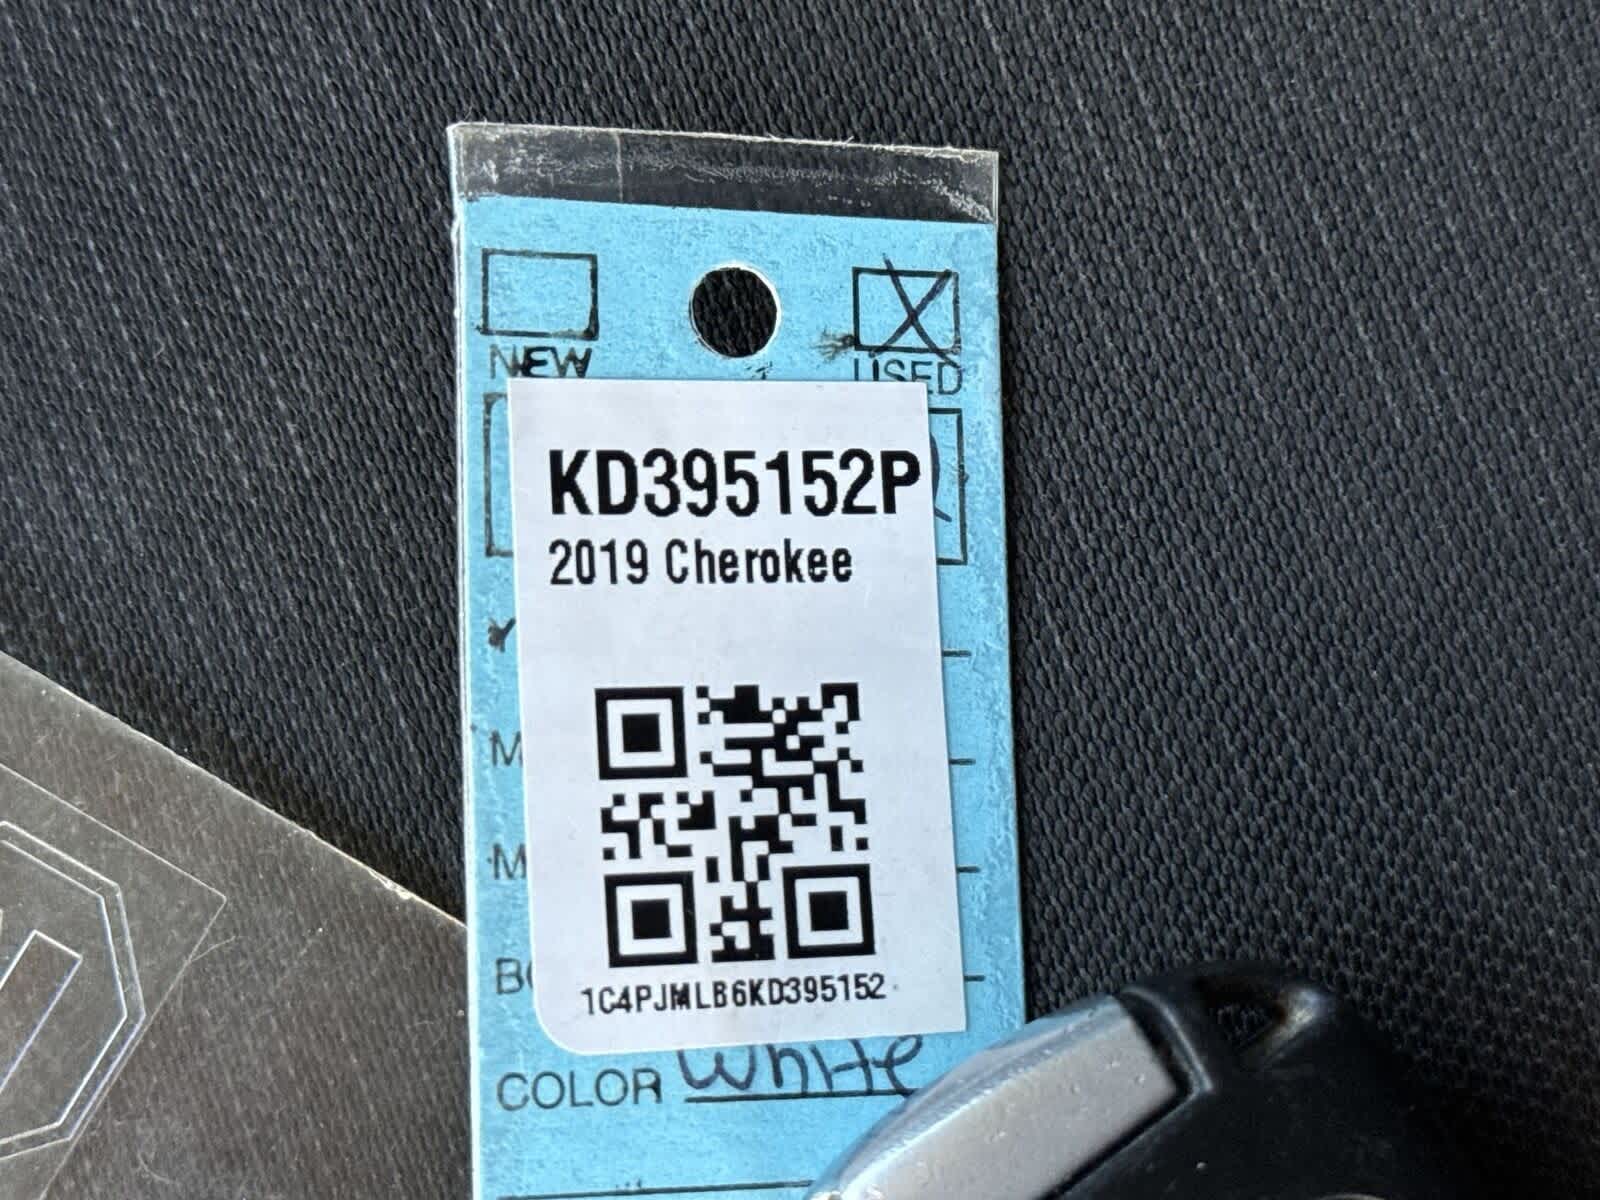 NEW
USED
KD395152P
2019 Cherokee
1C4PJMLB6KD395152
COLOR White